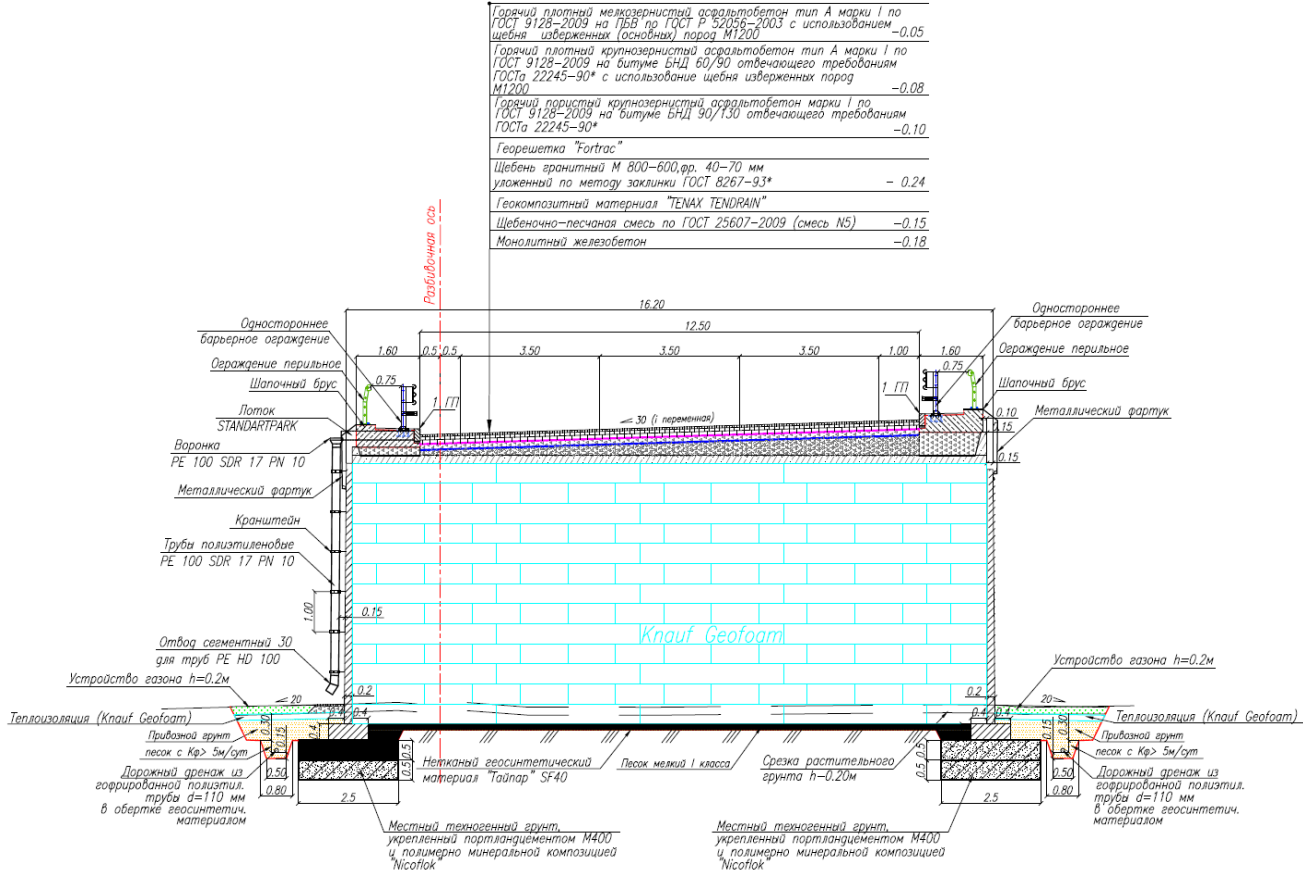 Горячий плотный мелкозернистый асфальтобетон тип А марки I по
ГОСТ 9128-2009 на ПБВ по ГОСТ Р 52056-2003 с использованием
щебня изверженных (основных) пород М1200 -0.05
Горячий плотный крупнозернистый асфальтобетон тип А марки I по
ГОСТ 9128-2009 на битуме БНД 60/90 отвечающего требованиям
ГОСТа 22245-90* с использование щебня изверженных пород
М1200 -0.08
Горячий пористый крупнозернистый асфальтобетон марки I по
ГОСТ 9128-2009 на битуме БНД 90/130 отвечающего требованиям
ГОСТа 22245-90* -0.10
Георешетка "Fortrac"
Щебень гранитный М 800-600,фр. 40-70 мм
уложенный по методу заклинки ГОСТ 8267-93* - 0.24
Геокомпозитный материал "TENAX TENDRAIN"
Щебеночно-песчаная смесь по ГОСТ 25607-2009 (смесь N5) -0.15
Монолитный железобетон -0.18
Разбивочная ось
16.20
12.50
1.60 0.5 0.5 3.50 3.50 3.50 1.00 1.60
Одностороннее
барьерное ограждение
Ограждение перильное
Шапочный брус
Лоток
STANDARTPARK
Воронка
PE 100 SDR 17 PN 10
Металлический фартук
Кранштейн
Трубы полиэтиленовые
PE 100 SDR 17 PN 10
Отвод сегментный 30
для труб PE HD 100
Устройство газона h=0.2м
Теплоизоляция (Knauf Geofoam)
Привозной грунт
песок с Кф> 5м/сут
Дорожный дренаж из
гофрированной полиэтил.
трубы d=110 мм
в обертке геосинтетич.
материалом
0.75
1 ГП
30 (i переменная)
1 ГП
0.75
Одностороннее
барьерное ограждение
Ограждение перильное
Шапочный брус
0.10
Металлический фартук
0.15
0.15
1.00
0.15
Knauf Geofoam
0.2
0.2
20
20
0.4
0.4
0.4
0.30
0.15
0.50
0.80
0.5
0.5
2.5
Нетканый геосинтетический
материал "Тайпар" SF40
Песок мелкий I класса
Срезка растительного
грунта h-0.20м
0.4
0.4
0.5
0.5
2.5
0.15
0.30
0.50
0.80
Устройство газона h=0.2м
Теплоизоляция (Knauf Geofoam)
Привозной грунт
песок с Кф> 5м/сут
Дорожный дренаж из
гофрированной полиэтил.
трубы d=110 мм
в обертке геосинтетич.
материалом
Местный техногенный грунт,
укрепленный портландцементом М400
и полимерно минеральной композицией
"Nicoflok"
Местный техногенный грунт,
укрепленный портландцементом М400
и полимерно минеральной композицией
"Nicoflok"